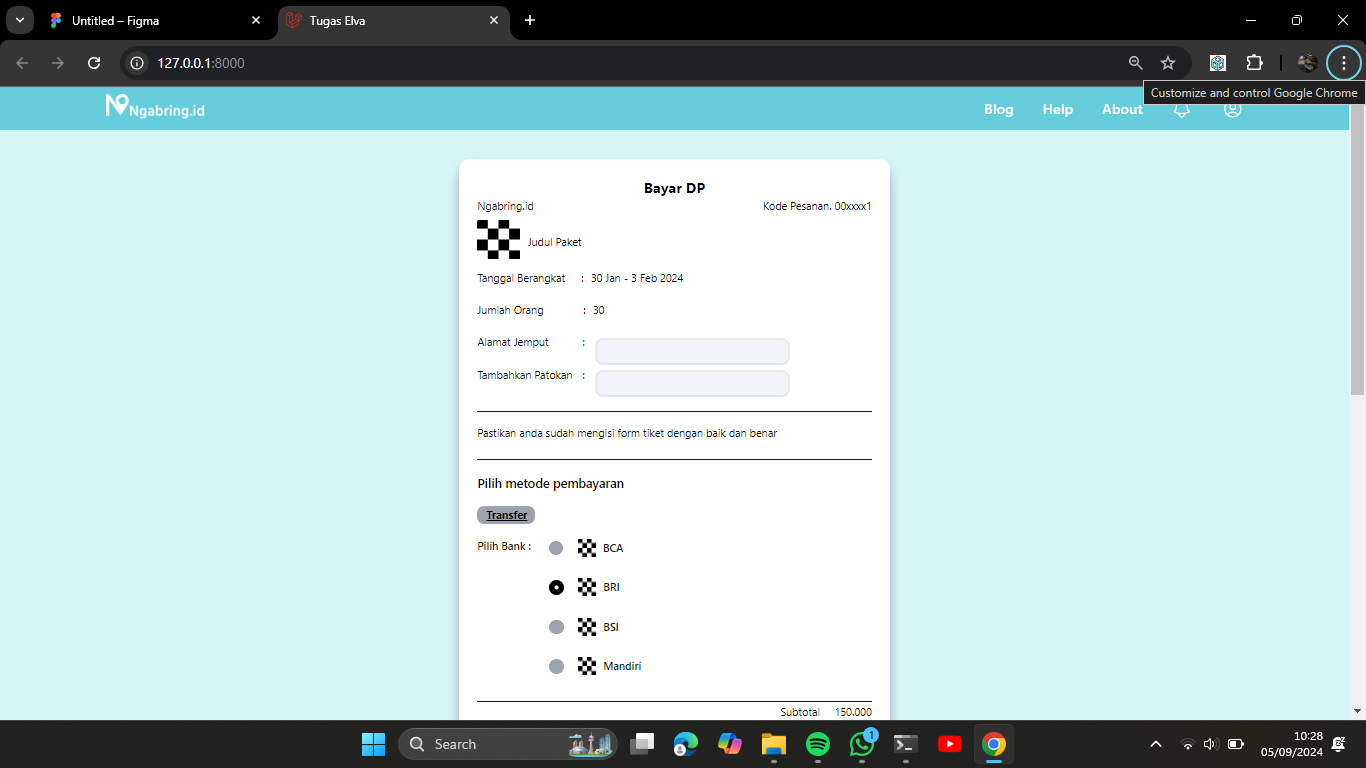 Untitled – Figma
Tugas Elva
127.0.0.1:8000
Customize and control Google Chrome
Ngabring.id
Blog Help About
Bayar DP
Ngabring.id Kode Pesanan. 00xxxx1
Judul Paket
Tanggal Berangkat : 30 Jan - 3 Feb 2024
Jumlah Orang : 30
Alamat Jemput :
Tambahkan Patokan :
Pastikan anda sudah mengisi form tiket dengan baik dan benar
Pilih metode pembayaran
Transfer
Pilih Bank : BCA
BRI
BSI
Mandiri
Subtotal 150.000
Search
1
10:28
05/09/2024